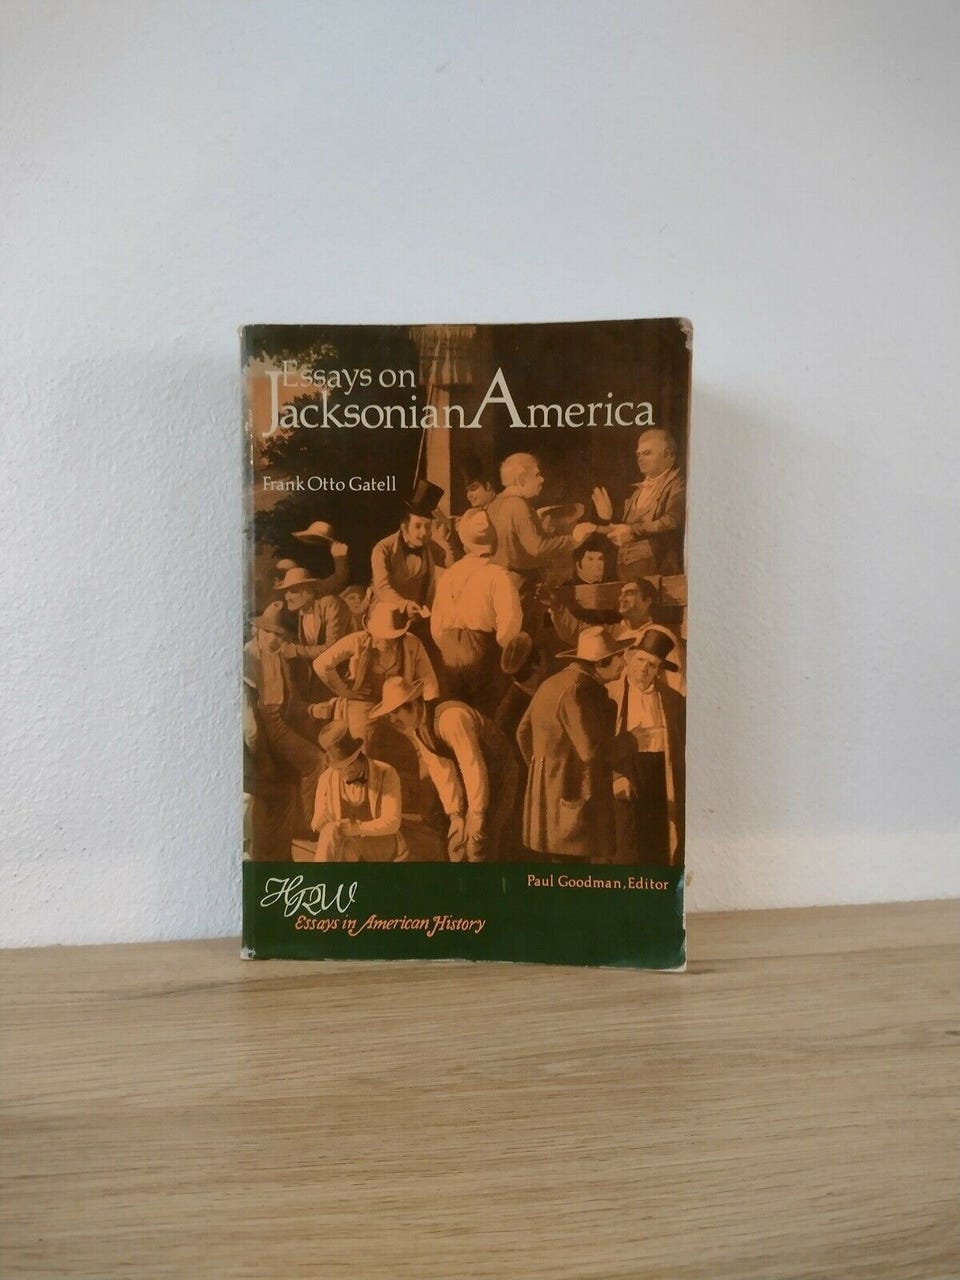 Essays on
Jacksonian America
Frank Otto Gatell
Paul Goodman, Editor
HRW
Essays in American History